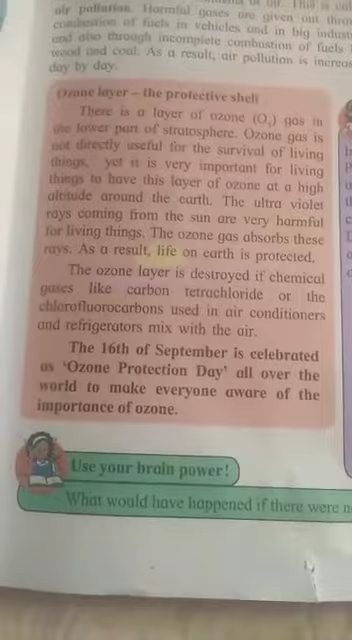 air pollution. Harmful gases are given out
combustion of fuels in vehicles and in big
and also through incomplete combustion of fuels
wood and coal. As a result, air pollution is
day by day.
Ozone layer – the protective shell
There is a layer of ozone (O₃) gas in
the lower part of stratosphere. Ozone gas is
not directly useful for the survival of living
things, yet it is very important for living
things to have this layer of ozone at a high
altitude around the earth. The ultra violet
rays coming from the sun are very harmful
for living things. The ozone gas absorbs these
rays. As a result, life on earth is protected.
The ozone layer is destroyed if chemical
gases like carbon tetrachloride or the
chlorofluorocarbons used in air conditioners
and refrigerators mix with the air.
The 16th of September is celebrated
as ‘Ozone Protection Day’ all over the
world to make everyone aware of the
importance of ozone.
Use your brain power!
What would have happened if there were